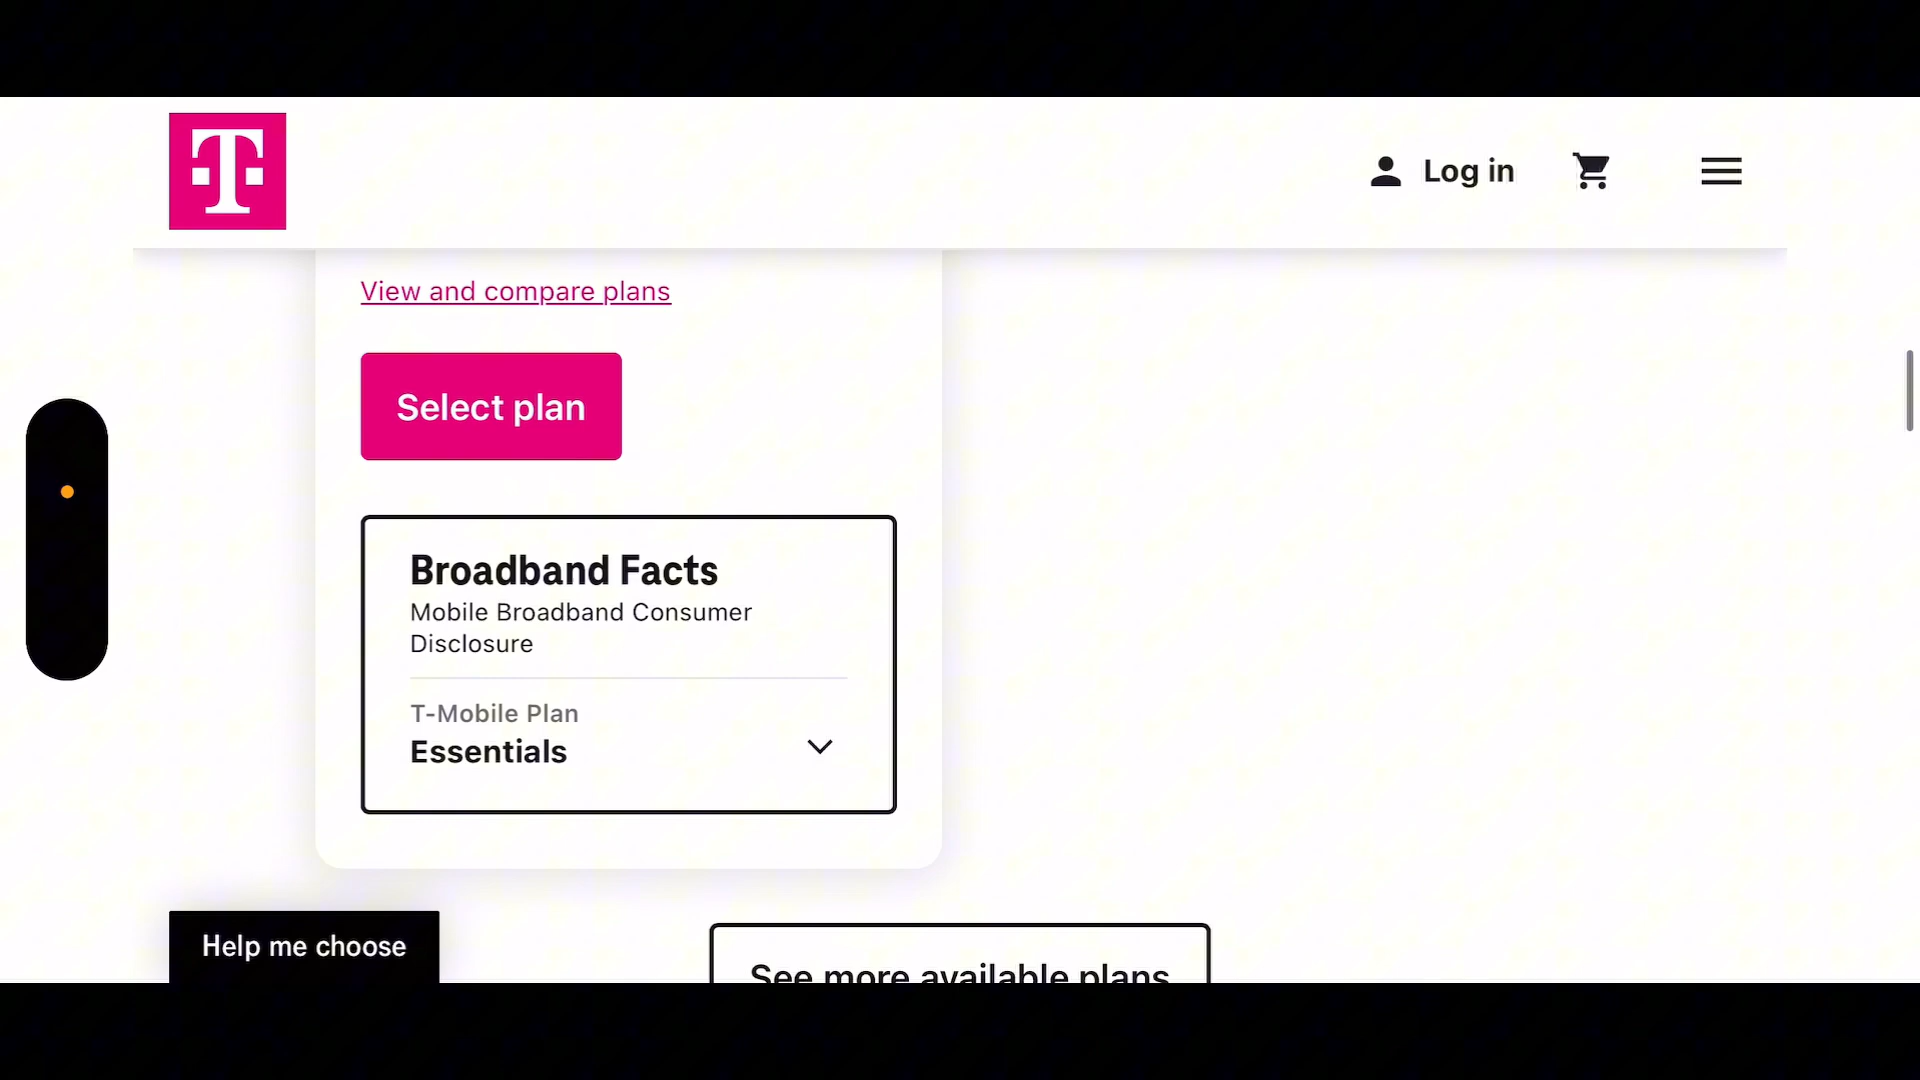 T
Log in
View and compare plans
Select plan
Broadband Facts
Mobile Broadband Consumer
Disclosure
T-Mobile Plan
Essentials
Help me choose
See more available plans